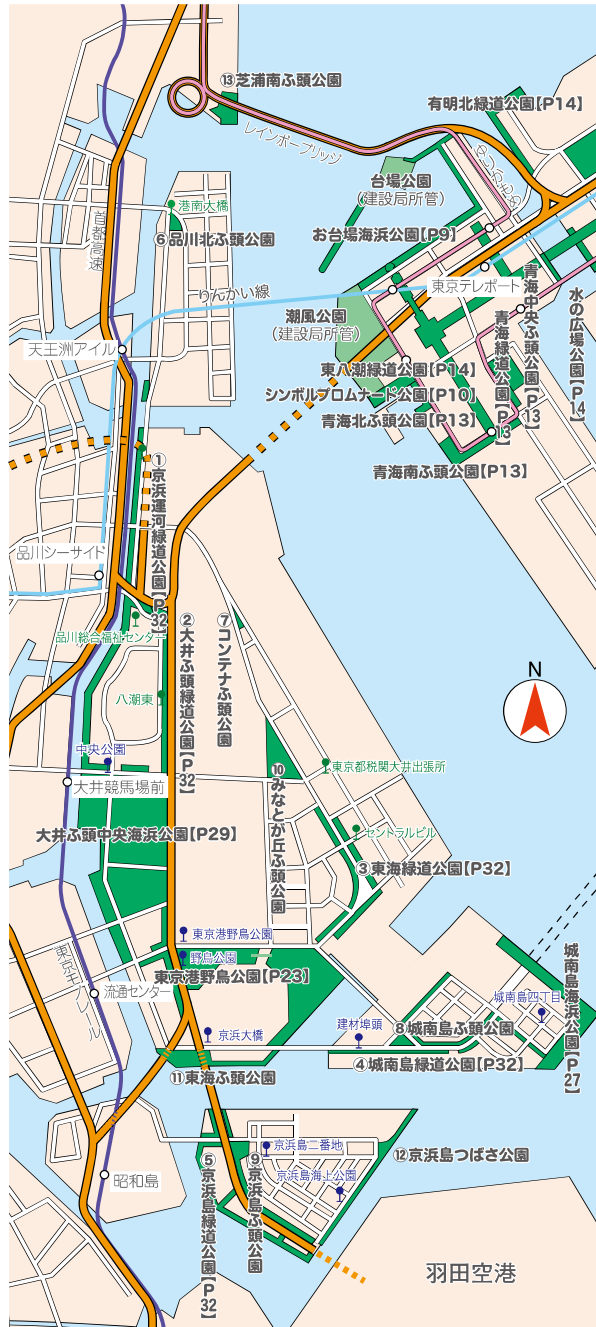 ⑬芝浦南ふ頭公園
有明北緑道公園【P14】
レインボーブリッジ
ゆりかもめ
台場公園
(建設局所管)
港南大橋
首都高速
⑥品川北ふ頭公園
お台場海浜公園【P9】
りんかい線
東京テレポート
潮風公園
(建設局所管)
天王洲アイル
青海中央ふ頭公園【P13】
水の広場公園【P14】
青海緑道公園【P13】
東八潮緑道公園【P14】
シンボルプロムナード公園【P10】
青海北ふ頭公園【P13】
青海南ふ頭公園【P13】
①京浜運河緑道公園【P32】
品川シーサイド
②大井ふ頭緑道公園【P32】
⑦コンテナふ頭公園
品川総合福祉センター
N
八潮東
中央公園
大井競馬場前
⑩みなとが丘ふ頭公園
東京都税関大井出張所
セントラルビル
大井ふ頭中央海浜公園【P29】
③東海緑道公園【P32】
東京港野鳥公園
野鳥公園
東京港野鳥公園【P23】
東京モノレール
流通センター
城南島海浜公園【P27】
城南島四丁目
京浜大橋
建材埠頭
⑧城南島ふ頭公園
④城南島緑道公園【P32】
⑪東海ふ頭公園
京浜島二番地
⑫京浜島つばさ公園
昭和島
⑤京浜島緑道公園【P32】
⑨京浜島ふ頭公園
京浜島海上公園
羽田空港